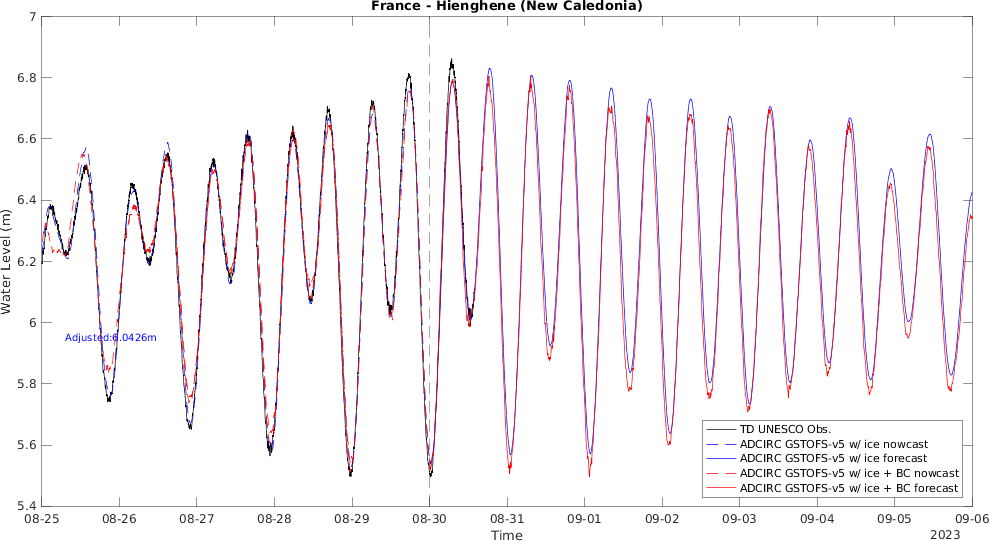 France - Hienghene (New Caledonia)
7
6.8
6.6
6.4
6.2
6
5.8
5.6
5.4
Water Level (m)
Adjusted:6.0426m
TD UNESCO Obs.
ADCIRC GSTOFS-v5 w/ ice nowcast
ADCIRC GSTOFS-v5 w/ ice forecast
ADCIRC GSTOFS-v5 w/ ice + BC nowcast
ADCIRC GSTOFS-v5 w/ ice + BC forecast
08-25 08-26 08-27 08-28 08-29 08-30 08-31 09-01 09-02 09-03 09-04 09-05 09-06
Time 2023